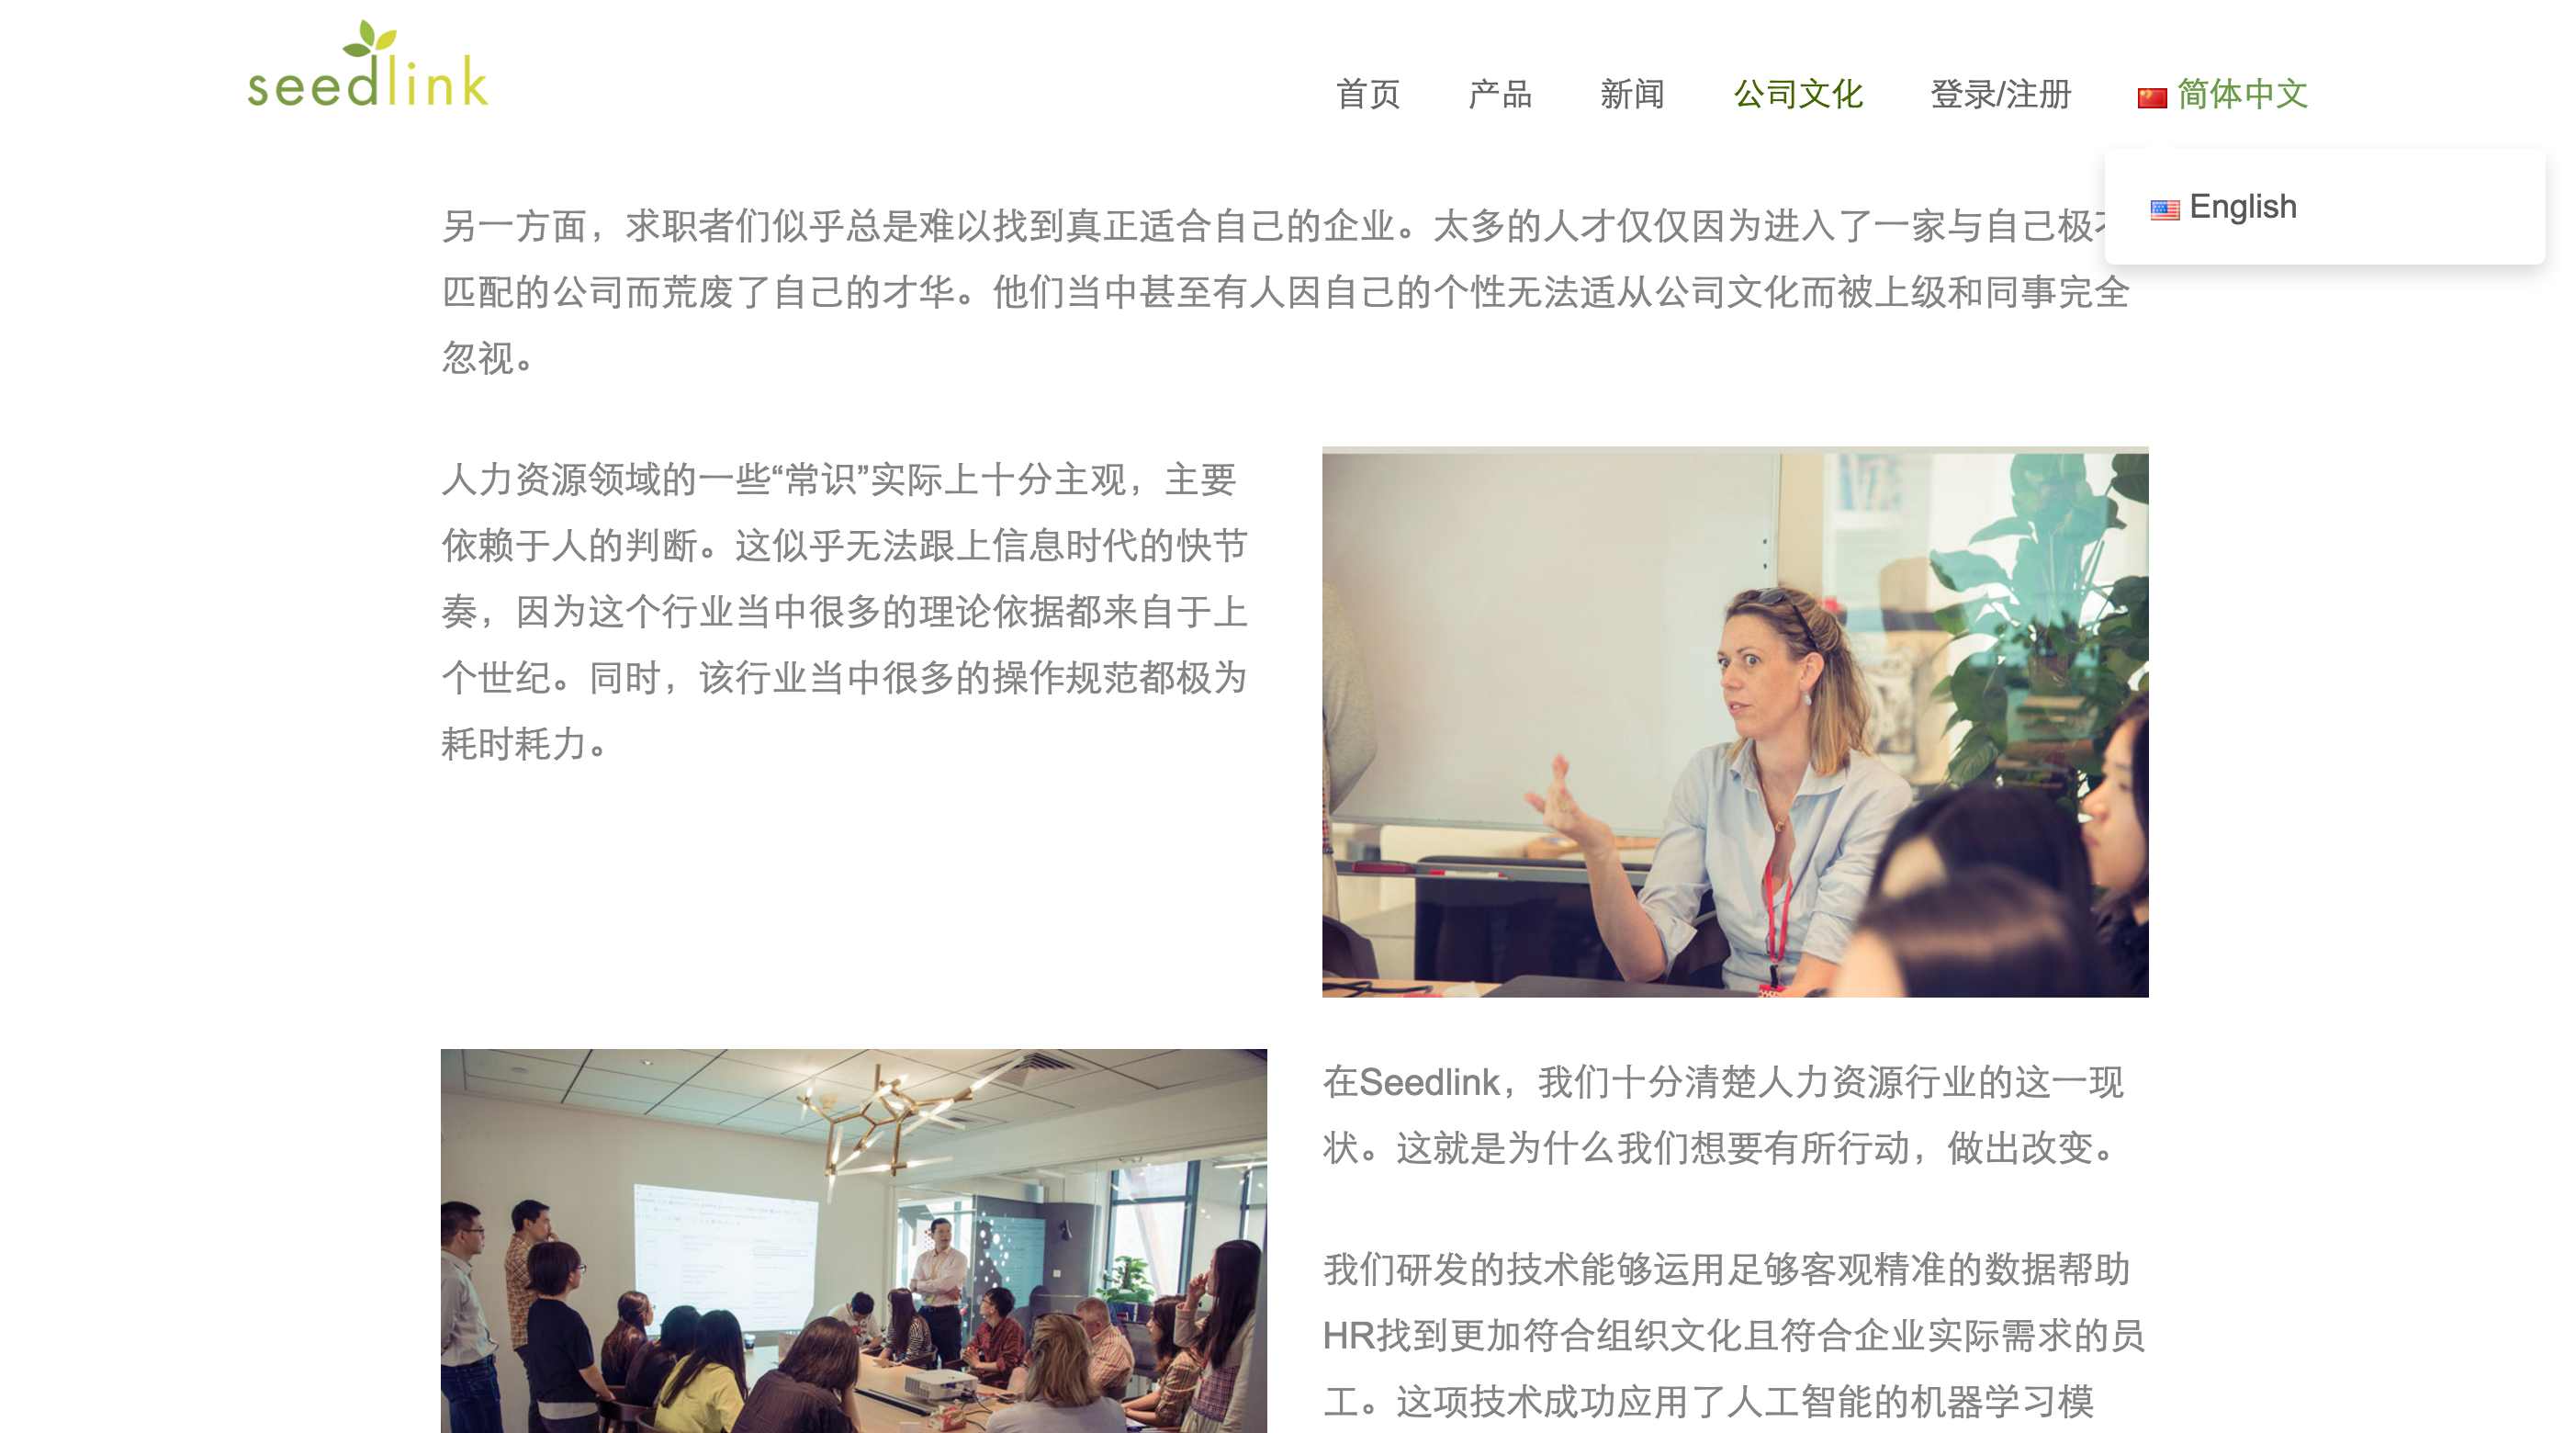 seedlink
首页 产品 新闻 公司文化 登录/注册 简体中文
English
另一方面，求职者们似乎总是难以找到真正适合自己的企业。太多的人才仅仅因为进入了一家与自己极
匹配的公司而荒废了自己的才华。他们当中甚至有人因自己的个性无法适从公司文化而被上级和同事完全
忽视。
人力资源领域的一些“常识”实际上十分主观，主要
依赖于人的判断。这似乎无法跟上信息时代的快节
奏，因为这个行业当中很多的理论依据都来自于上
个世纪。同时，该行业当中很多的操作规范都极为
耗时耗力。
在Seedlink，我们十分清楚人力资源行业的这一现
状。这就是为什么我们想要有所行动，做出改变。
我们研发的技术能够运用足够客观精准的数据帮助
HR找到更加符合组织文化且符合企业实际需求的员
工。这项技术成功应用了人工智能的机器学习模